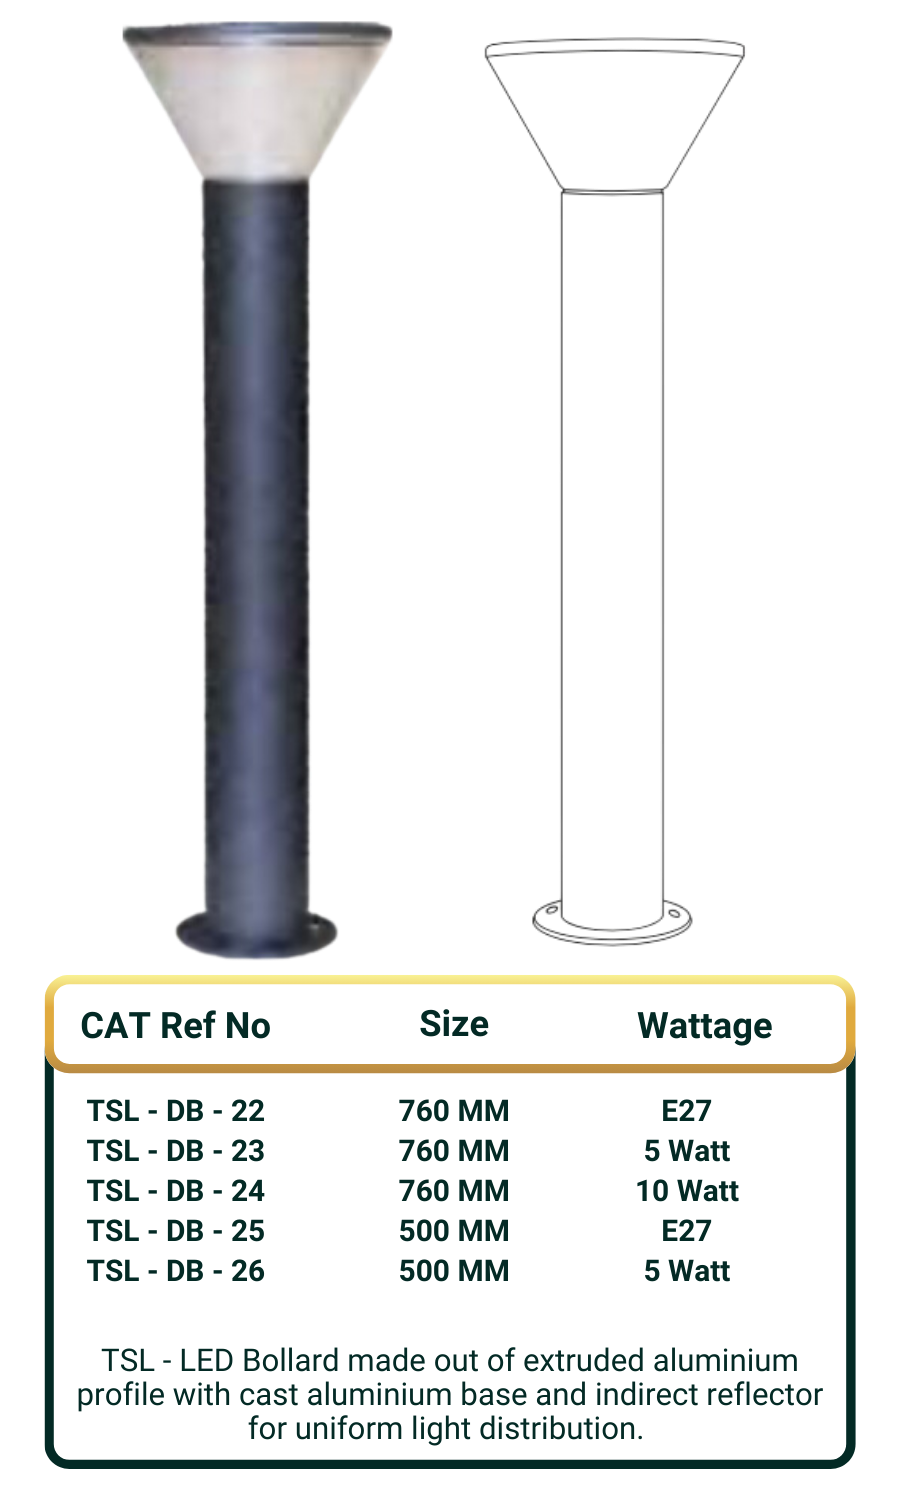 CAT Ref No Size Wattage
TSL - DB - 22 760 MM E27
TSL - DB - 23 760 MM 5 Watt
TSL - DB - 24 760 MM 10 Watt
TSL - DB - 25 500 MM E27
TSL - DB - 26 500 MM 5 Watt
TSL - LED Bollard made out of extruded aluminium
profile with cast aluminium base and indirect reflector
for uniform light distribution.